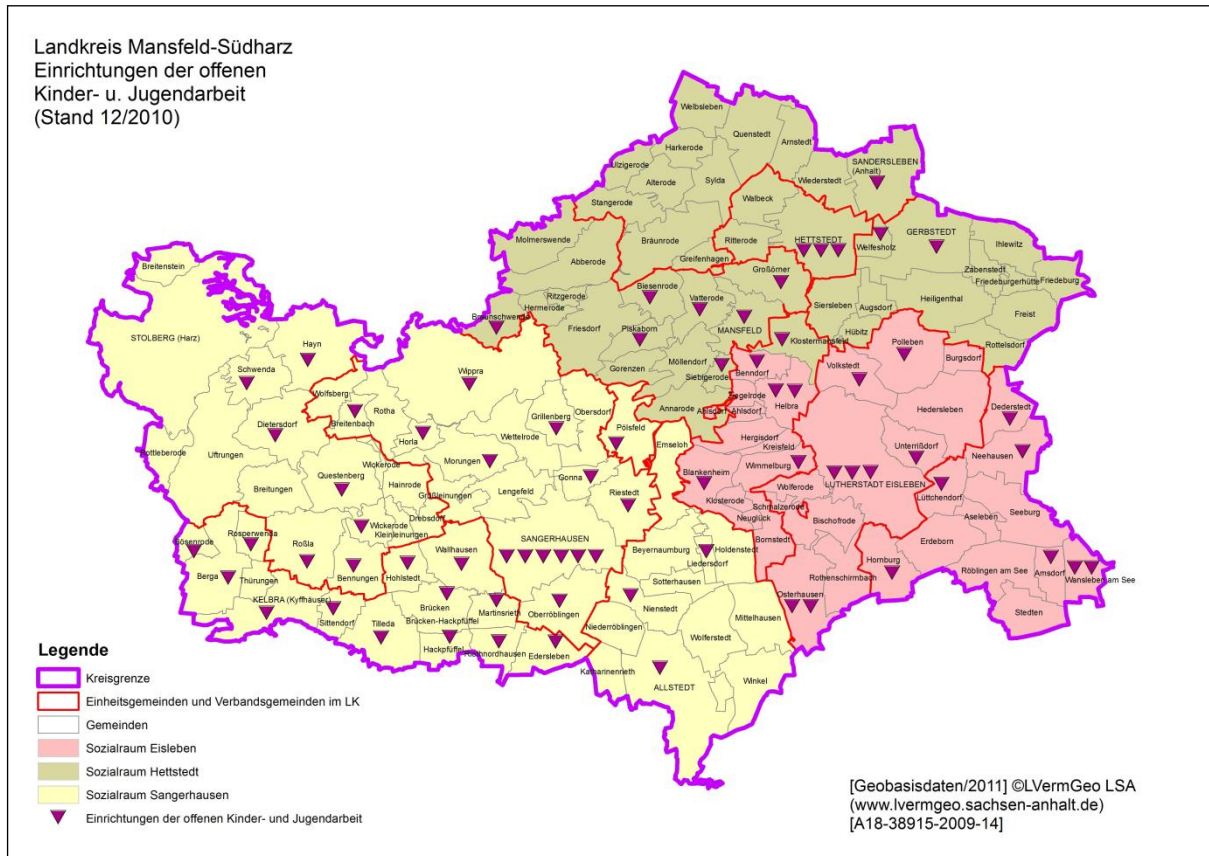 Landkreis Mansfeld-Südharz
Einrichtungen der offenen
Kinder- u. Jugendarbeit
(Stand 12/2010)
Welbsleben
Quenstedt
Arnstedt
Harkerode
Ulzigerode
SANDERSLEBEN
(Anhalt)
Alterode
Sylda
Wiederstedt
Stangerode
Walbeck
Molmerswende
Bräunrode
Ritterode
HETTSTEDT
Welfesholz
GERBSTEDT
Ihlewitz
Abberode
Greifenhagen
Zabenstedt
Friedeburgerhütte
Friedeburg
Breitenstein
Großörner
Biesenrode
Vatterode
Ritzgerode
Hermerode
Siersleben
Augsdorf
Heiligenthal
Freist
Braunschwende
Friesdorf
Piskaborn
MANSFELD
Hübitz
Klostermansfeld
Rottelsdorf
STOLBERG (Harz)
Hayn
Möllendorf
Siebigerode
Polleben
Burgsdorf
Gorenzen
Benndorf
Volkstedt
Schwenda
Wippra
Wolfsberg
Ziegelrode
Helbra
Annarode
Ahlsdorf
Ahlsdorf
Hedersleben
Dederstedt
Rotha
Breitenbach
Grillenberg
Obersdorf
Pölsfeld
Emseloh
Dietersdorf
Horla
Wettelrode
Hergisdorf
Kreisfeld
Unterrißdorf
Neehausen
Rottleberode
Uftrungen
Morungen
Wimmelburg
Wickerode
Blankenheim
LUTHERSTADT EISLEBEN
Questenberg
Hainrode
Gonna
Lüttchendorf
Breitungen
Großleinungen
Lengefeld
Riestedt
Klosterode
Wolferode
Schmalzerode
Seeburg
Drebsdorf
Neuglück
Bischofrode
Aseleben
Wickerode
Kleinleinungen
Bornstedt
Erdeborn
Rosperwenda
SANGERHAUSEN
Beyernaumburg
Holdenstedt
Gösenrode
Roßla
Wallhausen
Liedersdorf
Hornburg
Röblingen am See
Amsdorf
Bennungen
Hohlstedt
Sotterhausen
Rothenschirmbach
Wansleben am See
Berga
Thüringen
Osterhausen
KELBRA (Kyffhäuser)
Brücken
Martinsrieth
Oberröblingen
Nienstedt
Stedten
Sittendorf
Tilleda
Brücken-Hackpfüffel
Niederröblingen
Mittelhausen
Hackpfüffel
Edersleben
Wolferstedt
Katharinenrieth
ALLSTEDT
Winkel
Legende
Kreisgrenze
Einheitsgemeinden und Verbandsgemeinden im LK
Gemeinden
Sozialraum Eisleben
Sozialraum Hettstedt
Sozialraum Sangerhausen
Einrichtungen der offenen Kinder- und Jugendarbeit
[Geobasisdaten/2011] ©LVermGeo LSA
(www.lvermgeo.sachsen-anhalt.de)
[A18-38915-2009-14]